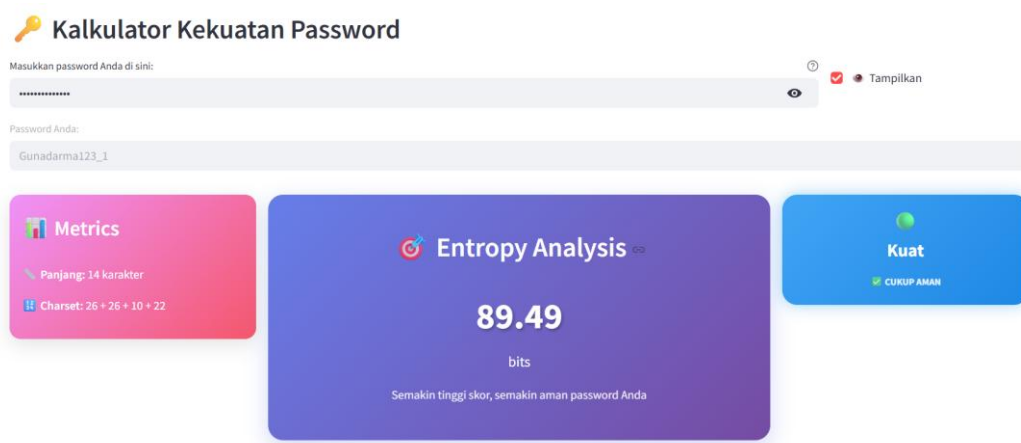 Kalkulator Kekuatan Password
Masukkan password Anda di sini:
Tampilkan
Password Anda:
Gunadarma123_1
Metrics
Panjang: 14 karakter
Charset: 26 + 26 + 10 + 22
Entropy Analysis
89.49
bits
Semakin tinggi skor, semakin aman password Anda
Kuat
CUKUP AMAN